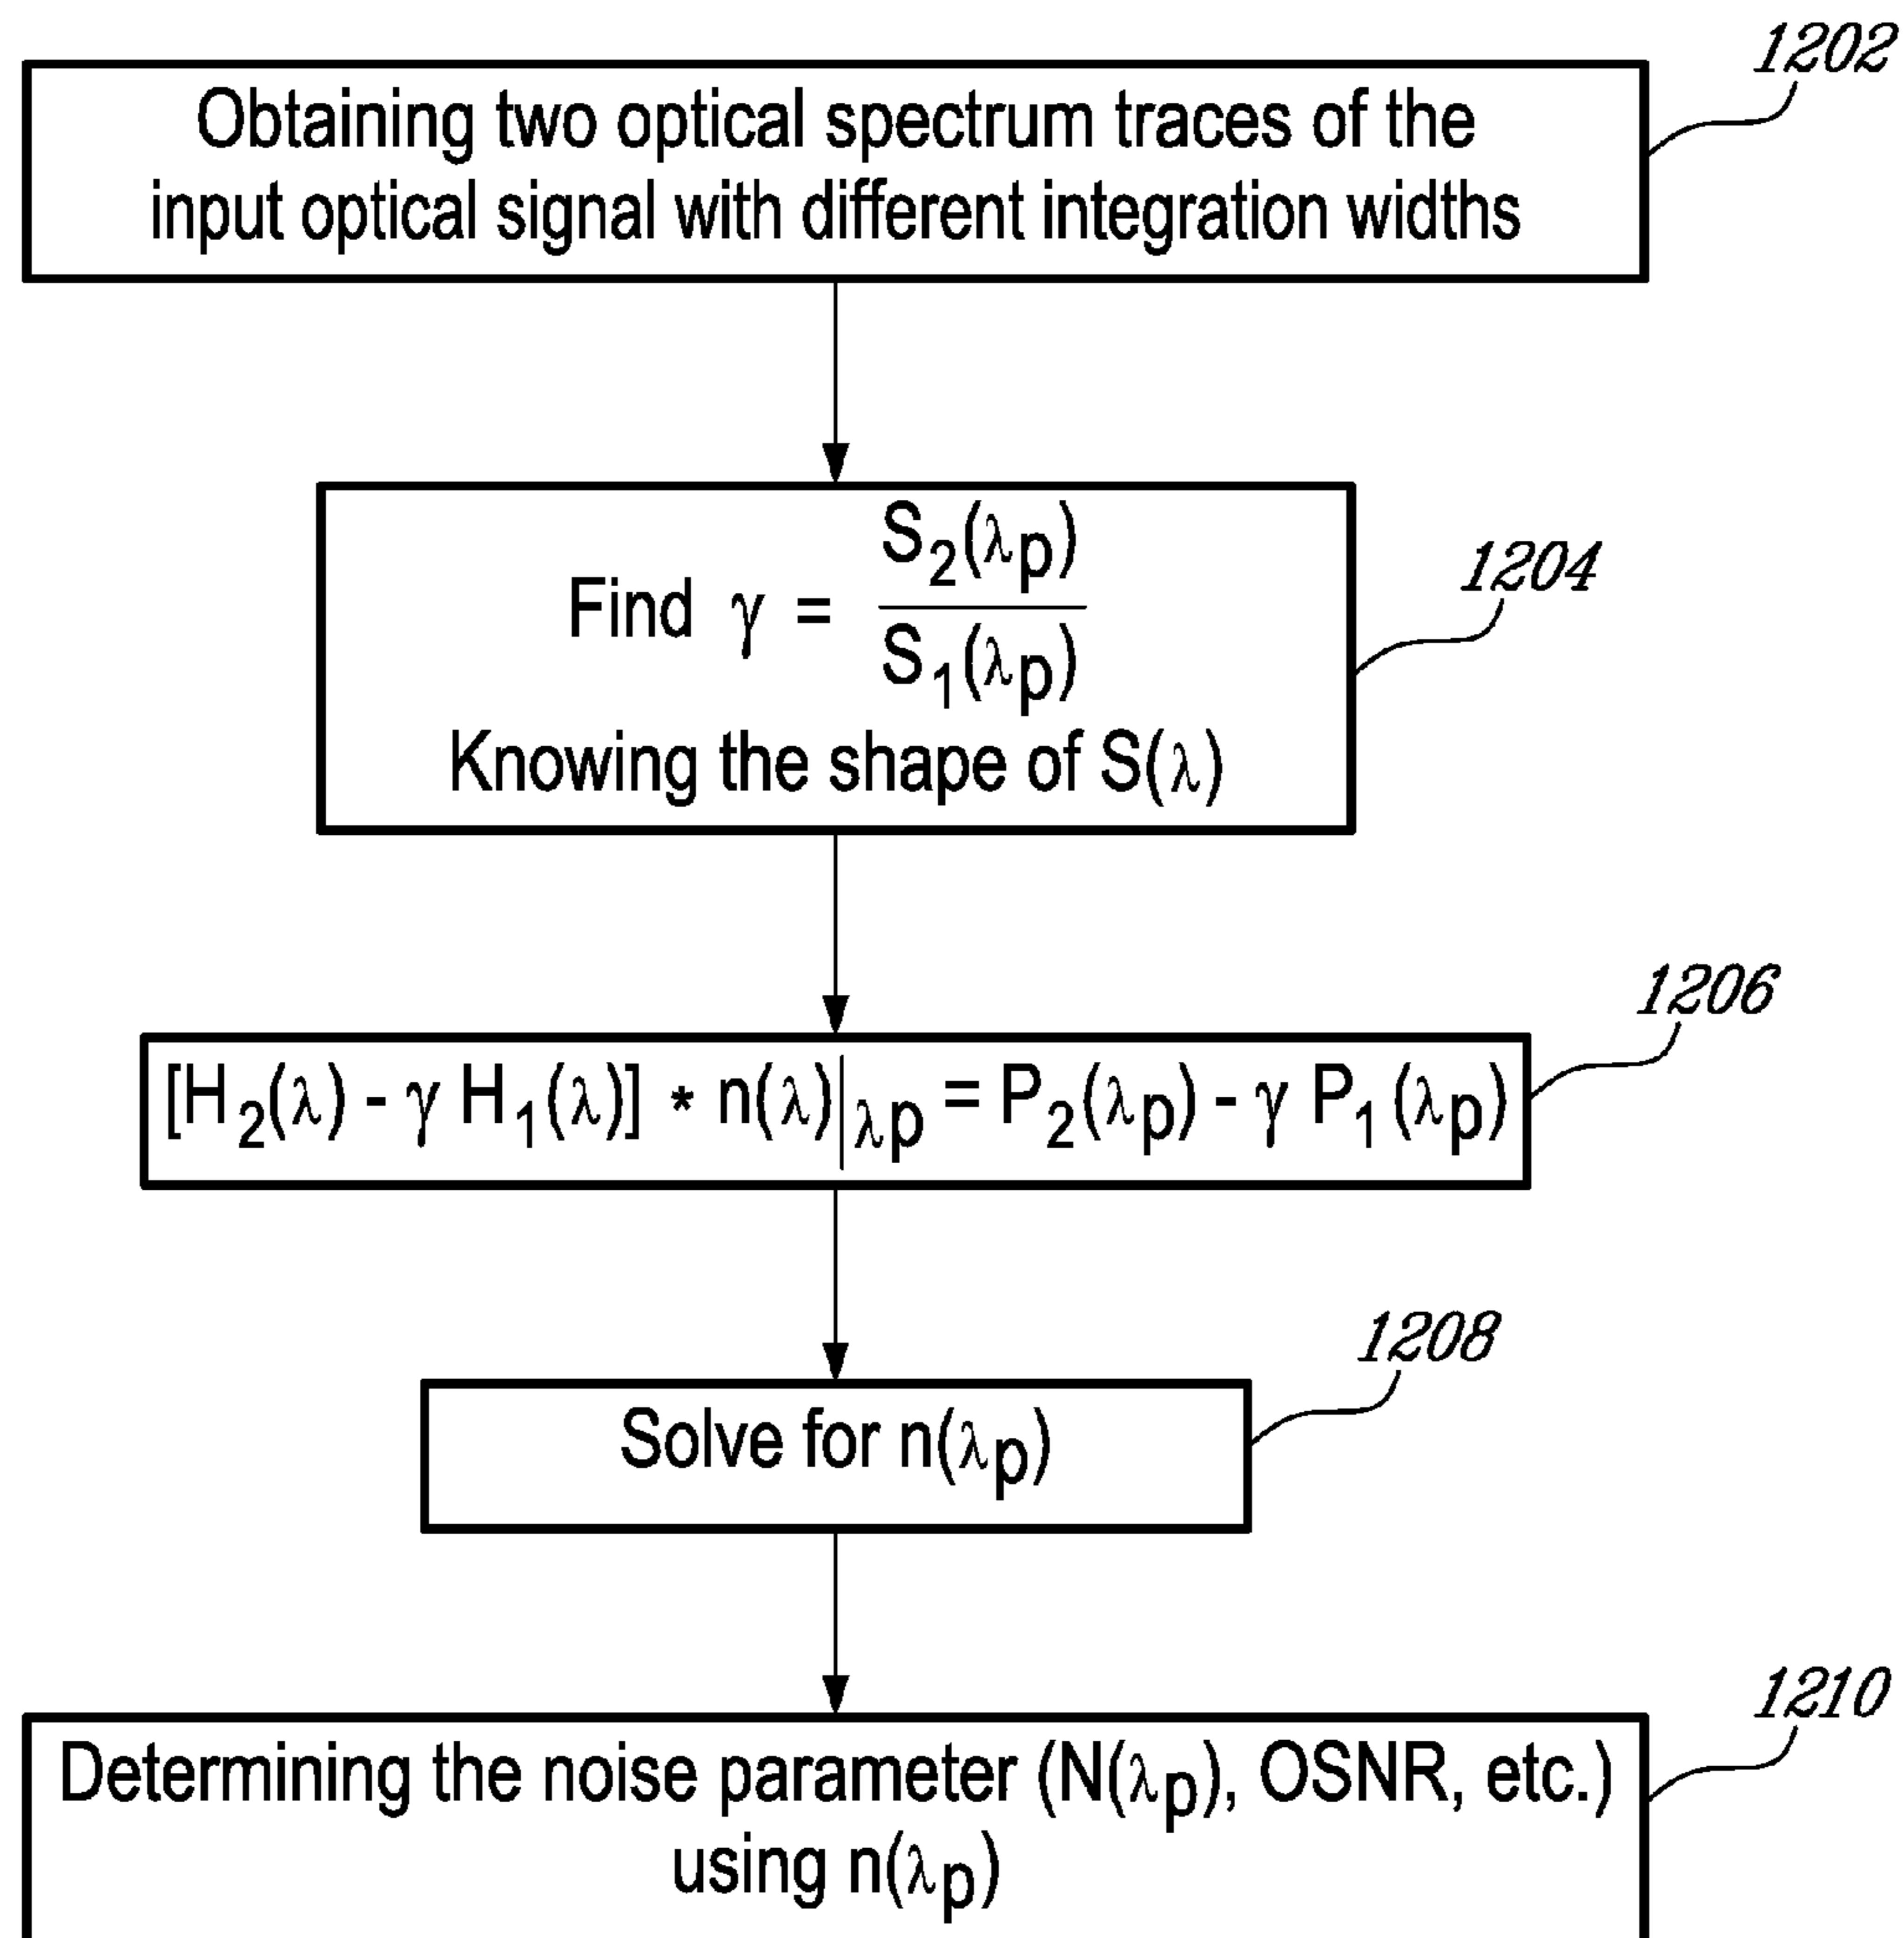 1202
Obtaining two optical spectrum traces of the
input optical signal with different integration widths
1204
Find γ = S₂(λp) / S₁(λp)
Knowing the shape of S(λ)
1206
[H₂(λ) - γ H₁(λ)] * n(λ)|λp = P₂(λp) - γ P₁(λp)
1208
Solve for n(λp)
1210
Determining the noise parameter (N(λp), OSNR, etc.)
using n(λp)